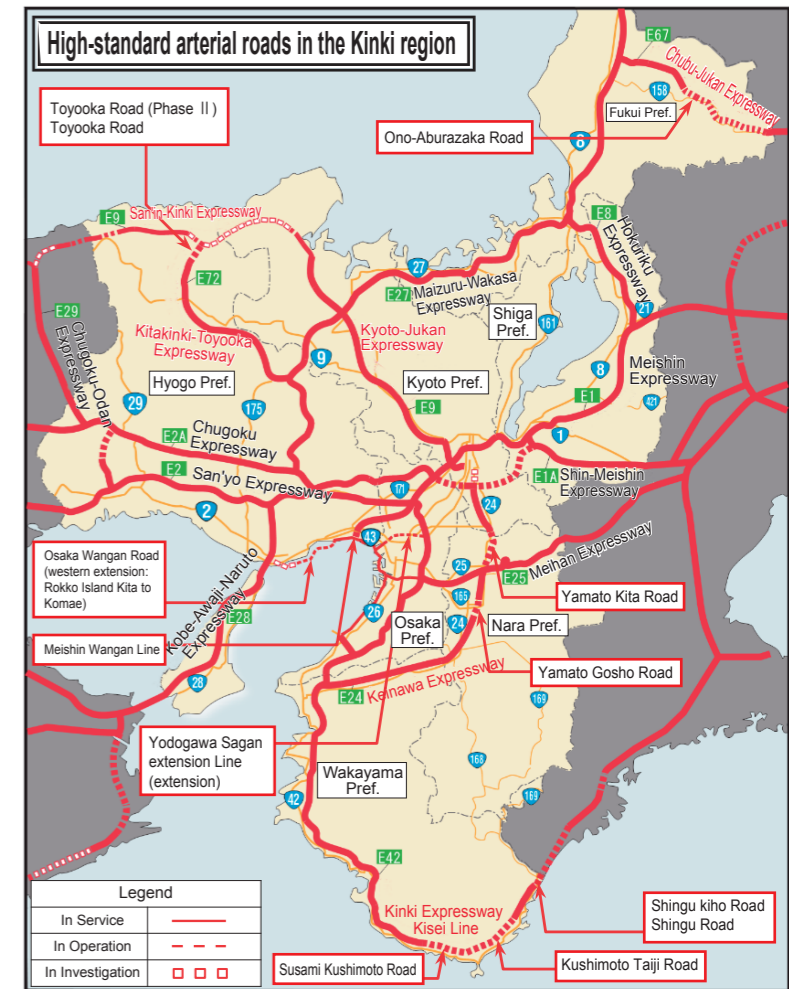 High-standard arterial roads in the Kinki region
E67
Chubu-Jukan Expressway
158
Fukui Pref.
Toyooka Road (Phase Ⅱ)
Toyooka Road
Ono-Aburazaka Road
8
E9
San'in-Kinki Expressway
E8
Hokuriku
Expressway
E72
27
E27
Maizuru-Wakasa
Expressway
E29
Chugoku-Odan
Expressway
Shiga
Pref.
161
21
Kitakinki-Toyooka
Expressway
Kyoto-Jukan
Expressway
9
8
Meishin
Expressway
Hyogo Pref.
Kyoto Pref.
29
175
E9
E1
421
E2A
Chugoku
Expressway
1
E2
San'yo Expressway
171
E1A
Shin-Meishin
Expressway
2
24
43
Meihan Expressway
Osaka Wangan Road
(western extension:
Rokko Island Kita to
Komae)
25
E25
Kobe-Awaji-Naruto
Expressway
165
Yamato Kita Road
E28
26
Osaka
Pref.
24
Nara Pref.
Meishin Wangan Line
28
E24
Keinawa Expressway
Yamato Gosho Road
169
Yodogawa Sagan
extension Line
(extension)
168
Wakayama
Pref.
42
169
E42
Legend
In Service
In Operation
In Investigation
Kinki Expressway
Kisei Line
Shingu kiho Road
Shingu Road
Susami Kushimoto Road
Kushimoto Taiji Road